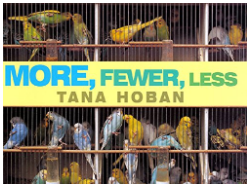 MORE, FEWER, LESS
TANA HOBAN